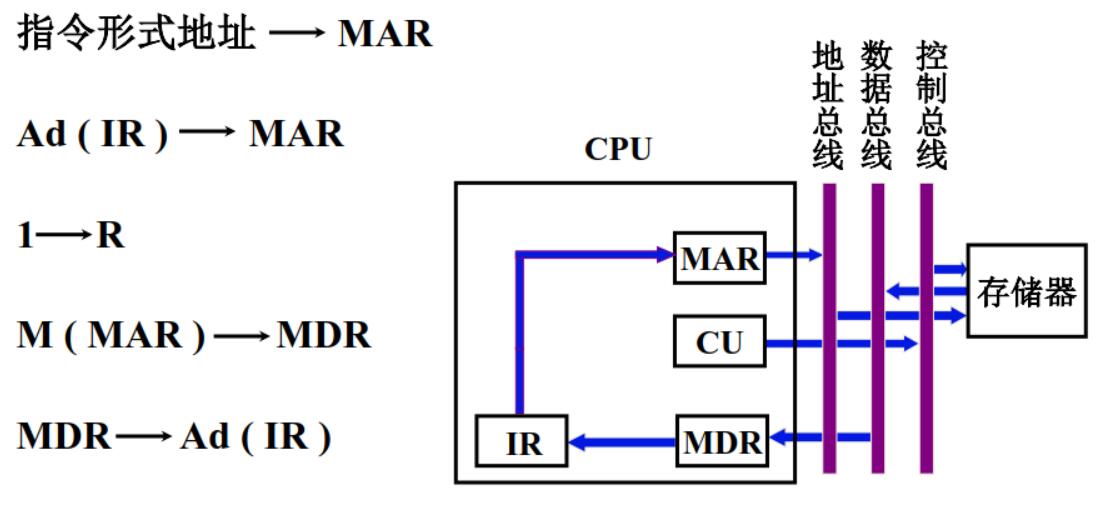 指令形式地址 ⟶ MAR
Ad ( IR ) ⟶ MAR
1⟶R
M ( MAR ) ⟶MDR
MDR⟶Ad ( IR )
地址总线
数据总线
控制总线
CPU
MAR
存储器
CU
IR
MDR